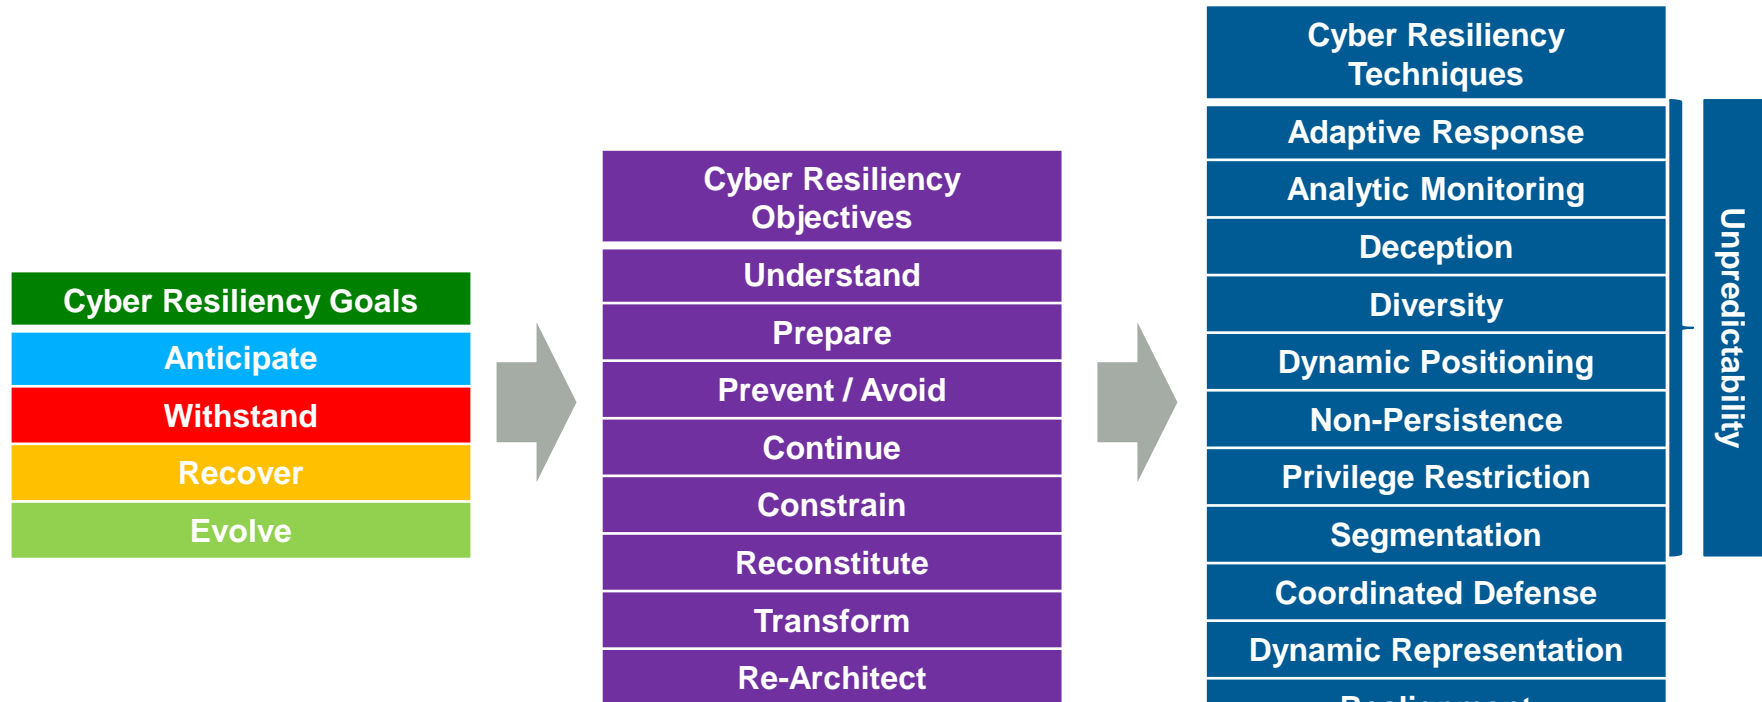 Cyber Resiliency Goals
Anticipate
Withstand
Recover
Evolve
Cyber Resiliency
Objectives
Understand
Prepare
Prevent / Avoid
Continue
Constrain
Reconstitute
Transform
Re-Architect
Cyber Resiliency
Techniques
Adaptive Response
Analytic Monitoring
Deception
Diversity
Dynamic Positioning
Non-Persistence
Privilege Restriction
Segmentation
Coordinated Defense
Dynamic Representation
Realignment
Unpredictability